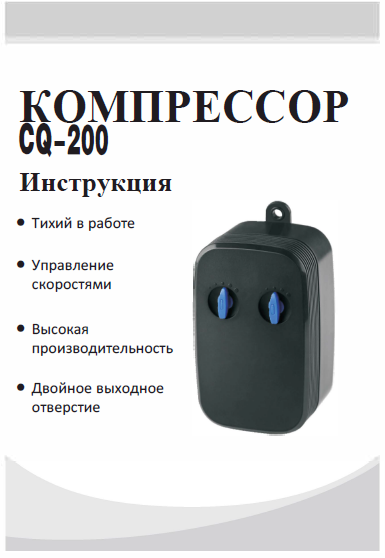 КОМПРЕССОР
CQ-200
Инструкция
• Тихий в работе
• Управление
скоростями
• Высокая
производительность
• Двойное выходное
отверстие